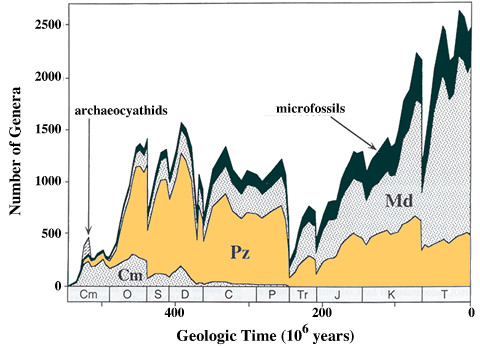 2500
2000
1500
1000
500
0
Number of Genera
archaeocyathids
microfossils
Md
Pz
Cm
Cm O S D C P Tr J K T
400 200 0
Geologic Time (10⁶ years)